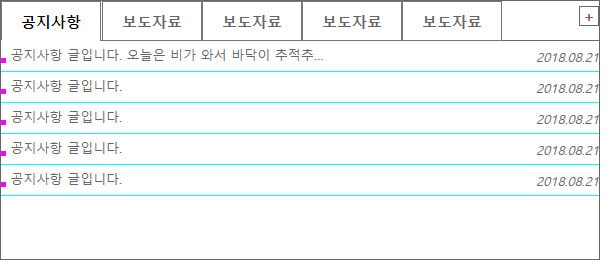 공지사항 보도자료 보도자료 보도자료 보도자료 +
공지사항 글입니다. 오늘은 비가 와서 바닥이 추적추... 2018.08.21
공지사항 글입니다. 2018.08.21
공지사항 글입니다. 2018.08.21
공지사항 글입니다. 2018.08.21
공지사항 글입니다. 2018.08.21